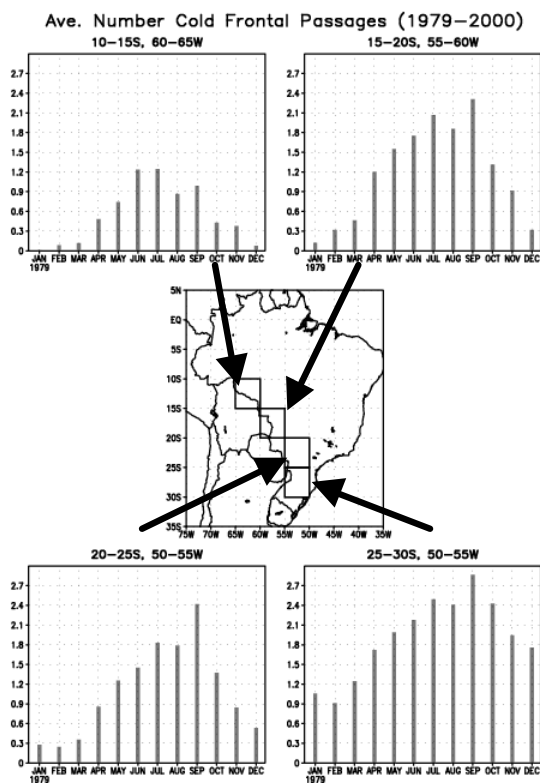 Ave. Number Cold Frontal Passages (1979-2000)
10-15S, 60-65W
2.7
2.4
2.1
1.8
1.5
1.2
0.9
0.6
0.3
0
JAN FEB MAR APR MAY JUN JUL AUG SEP OCT NOV DEC
1979
15-20S, 55-60W
2.7
2.4
2.1
1.8
1.5
1.2
0.9
0.6
0.3
0
JAN FEB MAR APR MAY JUN JUL AUG SEP OCT NOV DEC
1979
5N
EQ
5S
10S
15S
20S
25S
30S
35S
75W 70W 65W 60W 55W 50W 45W 40W 35W
20-25S, 50-55W
2.7
2.4
2.1
1.8
1.5
1.2
0.9
0.6
0.3
0
JAN FEB MAR APR MAY JUN JUL AUG SEP OCT NOV DEC
1979
25-30S, 50-55W
2.7
2.4
2.1
1.8
1.5
1.2
0.9
0.6
0.3
0
JAN FEB MAR APR MAY JUN JUL AUG SEP OCT NOV DEC
1979